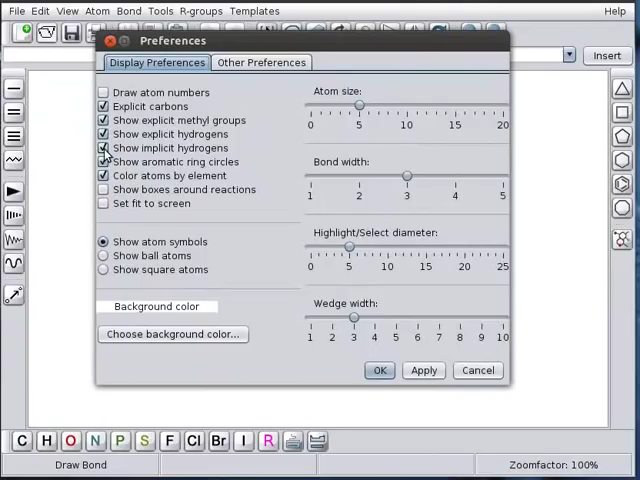 File Edit View Atom Bond Tools R-groups Templates Help
Preferences
Insert
Display Preferences Other Preferences
Draw atom numbers
Explicit carbons
Show explicit methyl groups
Show explicit hydrogens
Show implicit hydrogens
Show aromatic ring circles
Color atoms by element
Show boxes around reactions
Set fit to screen
Show atom symbols
Show ball atoms
Show square atoms
Background color
Choose background color...
Atom size:
0 5 10 15 20
Bond width:
1 2 3 4 5
Highlight/Select diameter:
0 5 10 15 20 25
Wedge width:
1 2 3 4 5 6 7 8 9 10
OK Apply Cancel
C H O N P S F Cl Br I R
Draw Bond Zoomfactor: 100%